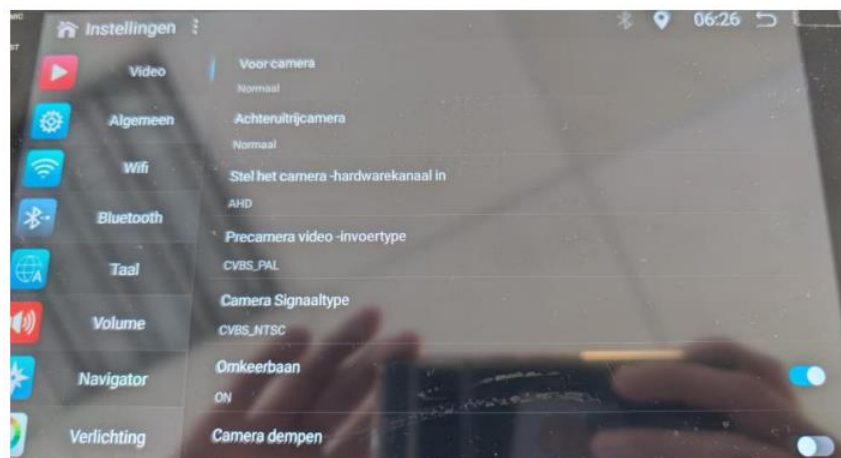 Instellingen
06:26
Video
Algemeen
Wifi
Bluetooth
Taal
Volume
Navigator
Verlichting
Voor camera
Normaal
Achteruitrijcamera
Normaal
Stel het camera -hardwarekanaal in
AHD
Precamera video -invoertype
CVBS_PAL
Camera Signaaltype
CVBS_NTSC
Omkeerbaan
ON
Camera dempen